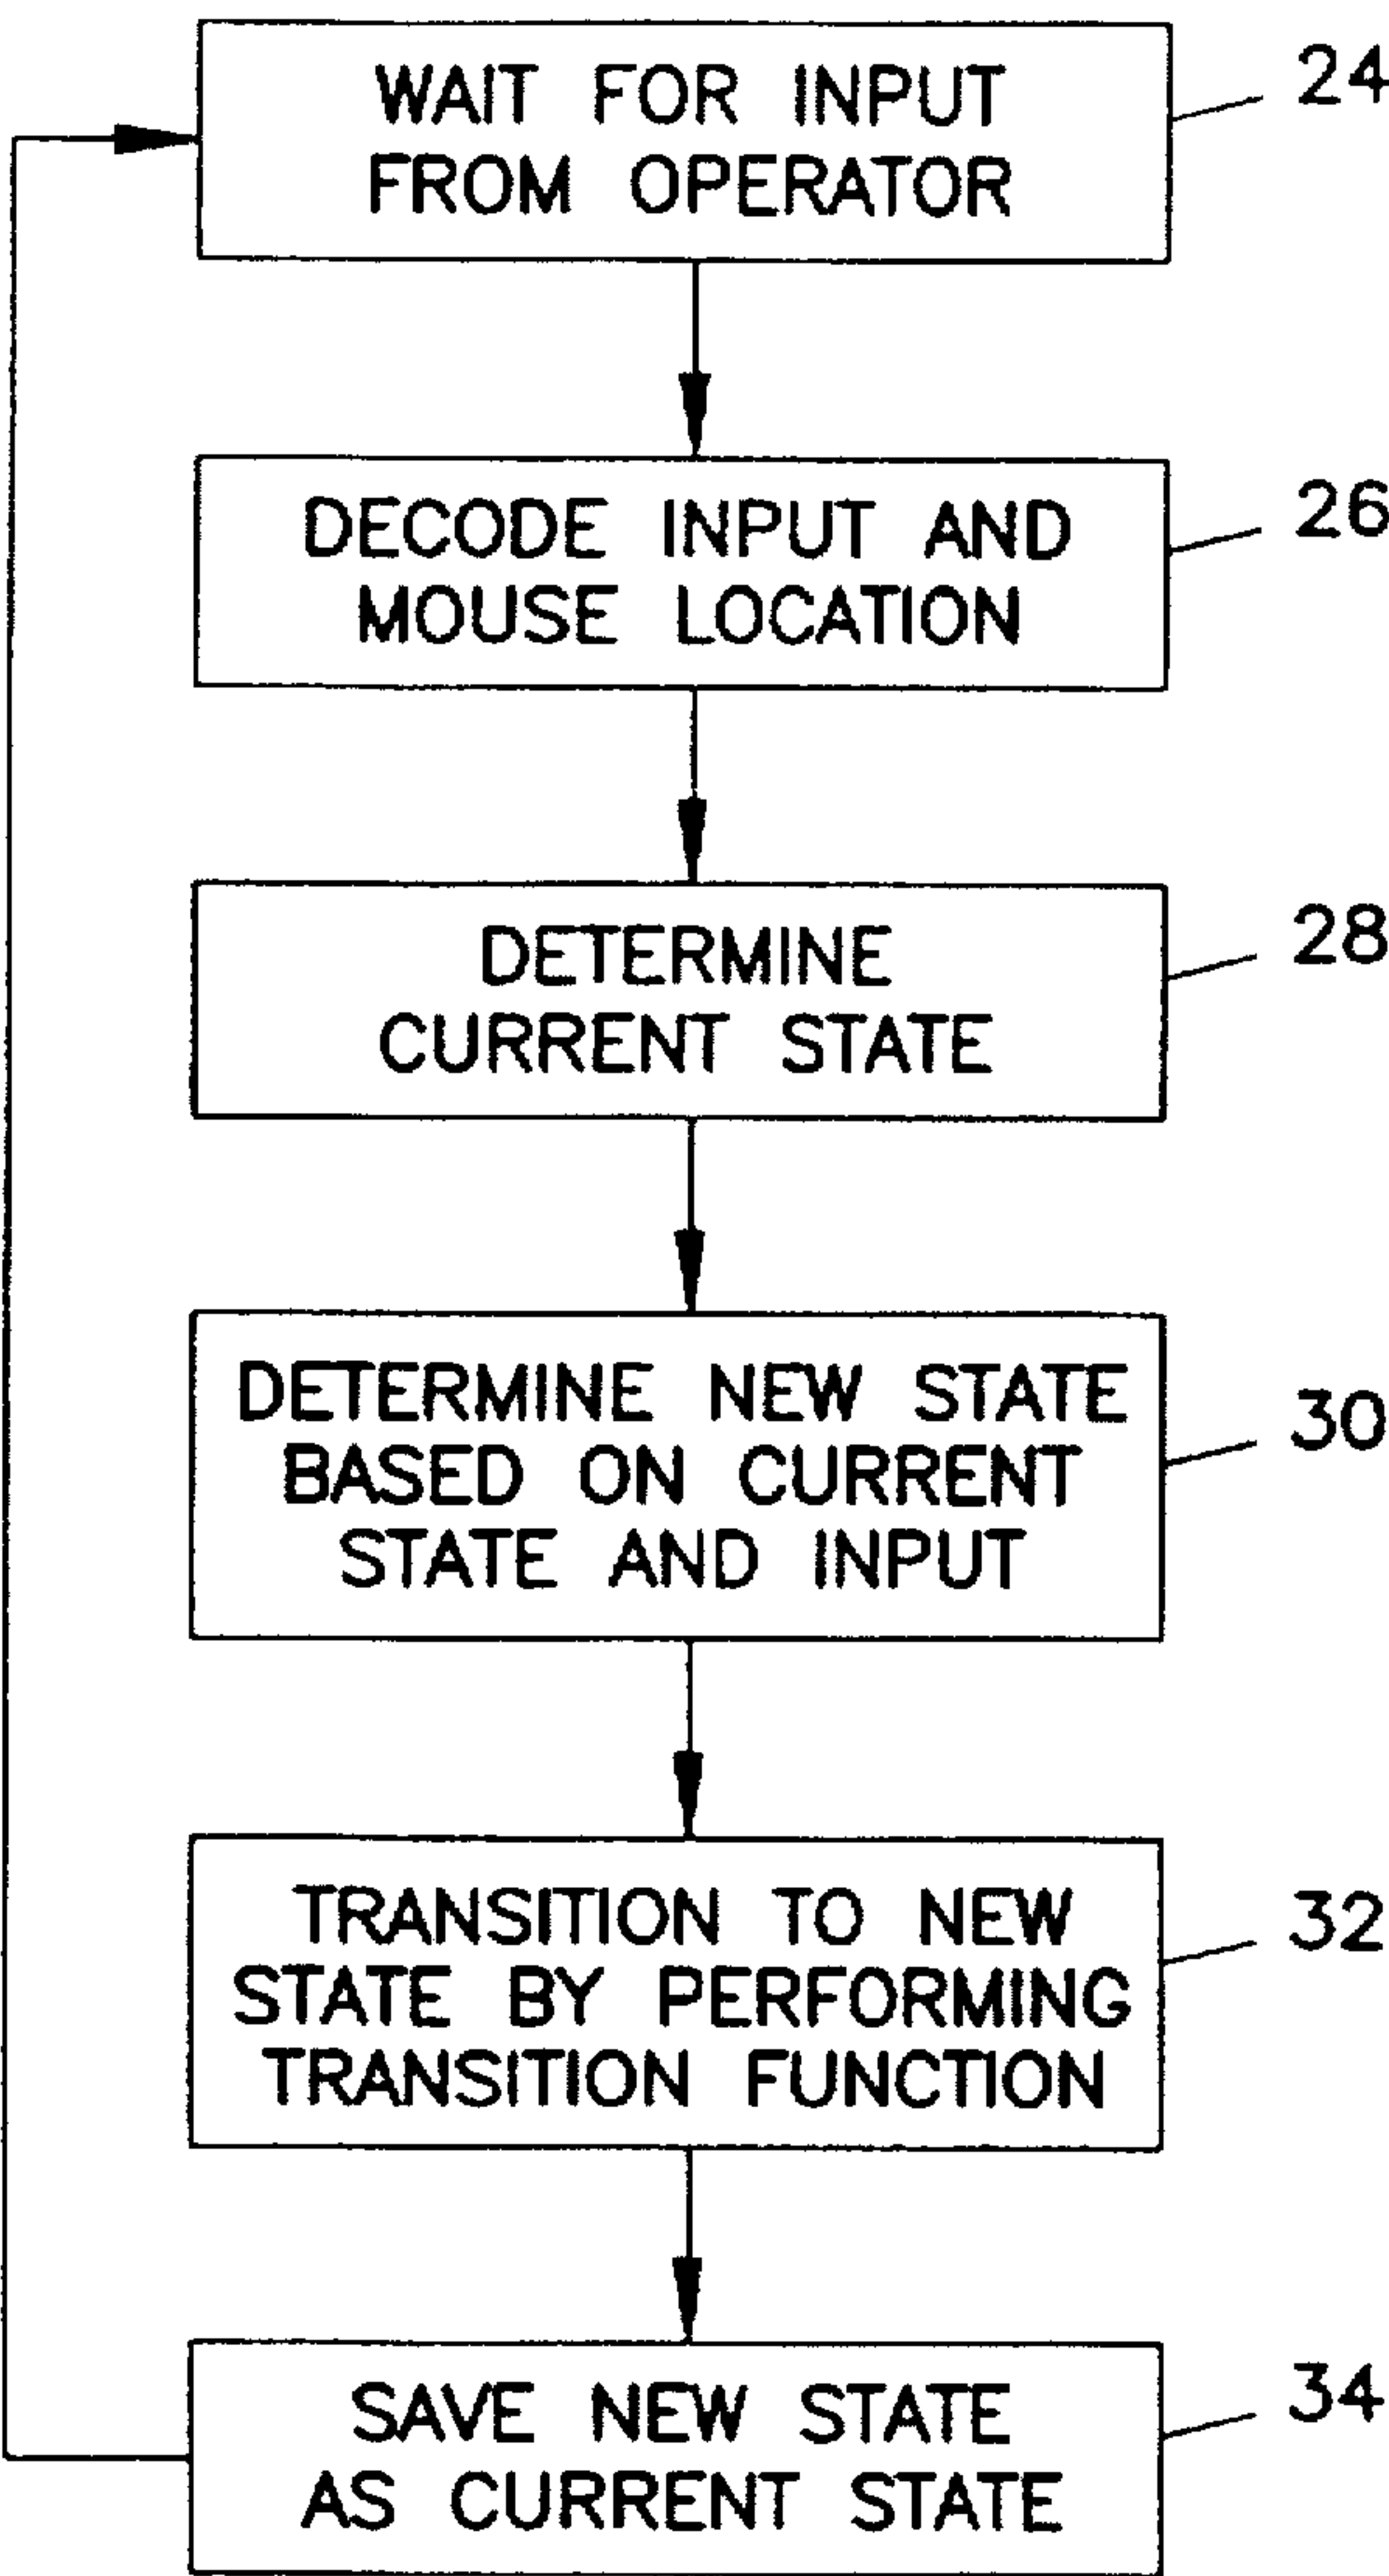 WAIT FOR INPUT
FROM OPERATOR
24
DECODE INPUT AND
MOUSE LOCATION
26
DETERMINE
CURRENT STATE
28
DETERMINE NEW STATE
BASED ON CURRENT
STATE AND INPUT
30
TRANSITION TO NEW
STATE BY PERFORMING
TRANSITION FUNCTION
32
SAVE NEW STATE
AS CURRENT STATE
34